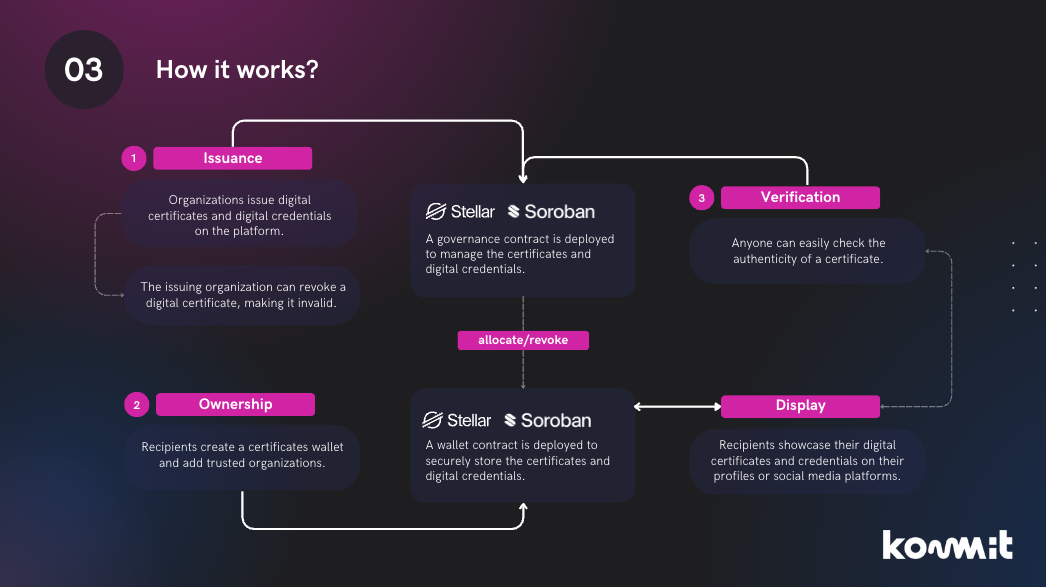 03
How it works?
1
Issuance
Organizations issue digital
certificates and digital credentials
on the platform.
The issuing organization can revoke a
digital certificate, making it invalid.
Stellar Soroban
A governance contract is deployed
to manage the certificates and
digital credentials.
3
Verification
Anyone can easily check the
authenticity of a certificate.
allocate/revoke
2
Ownership
Recipients create a certificates wallet
and add trusted organizations.
Stellar Soroban
A wallet contract is deployed to
securely store the certificates and
digital credentials.
Display
Recipients showcase their digital
certificates and credentials on their
profiles or social media platforms.
kommit